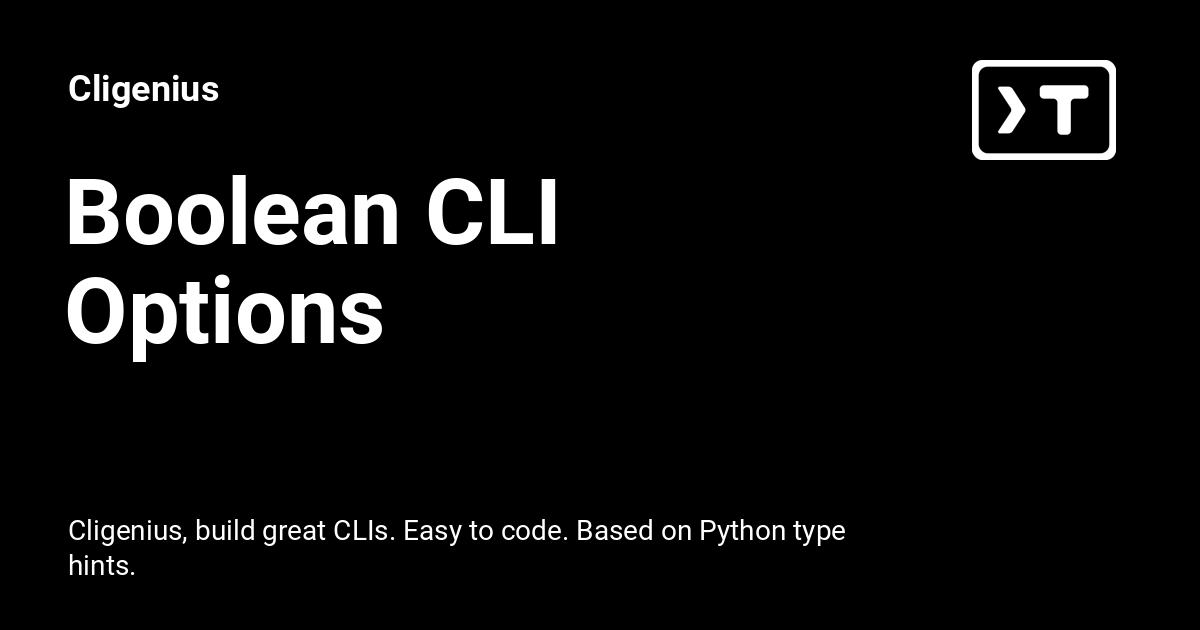 Cligenius
T
Boolean CLI
Options
Cligenius, build great CLIs. Easy to code. Based on Python type
hints.